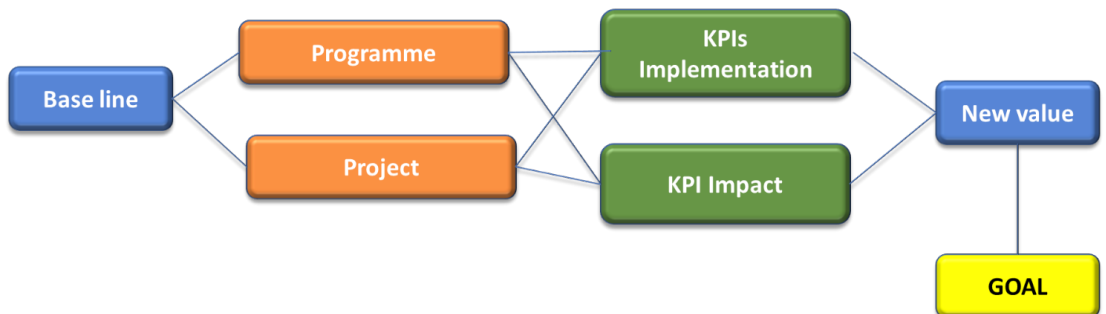 Base line
Programme
Project
KPIs
Implementation
KPI Impact
New value
GOAL